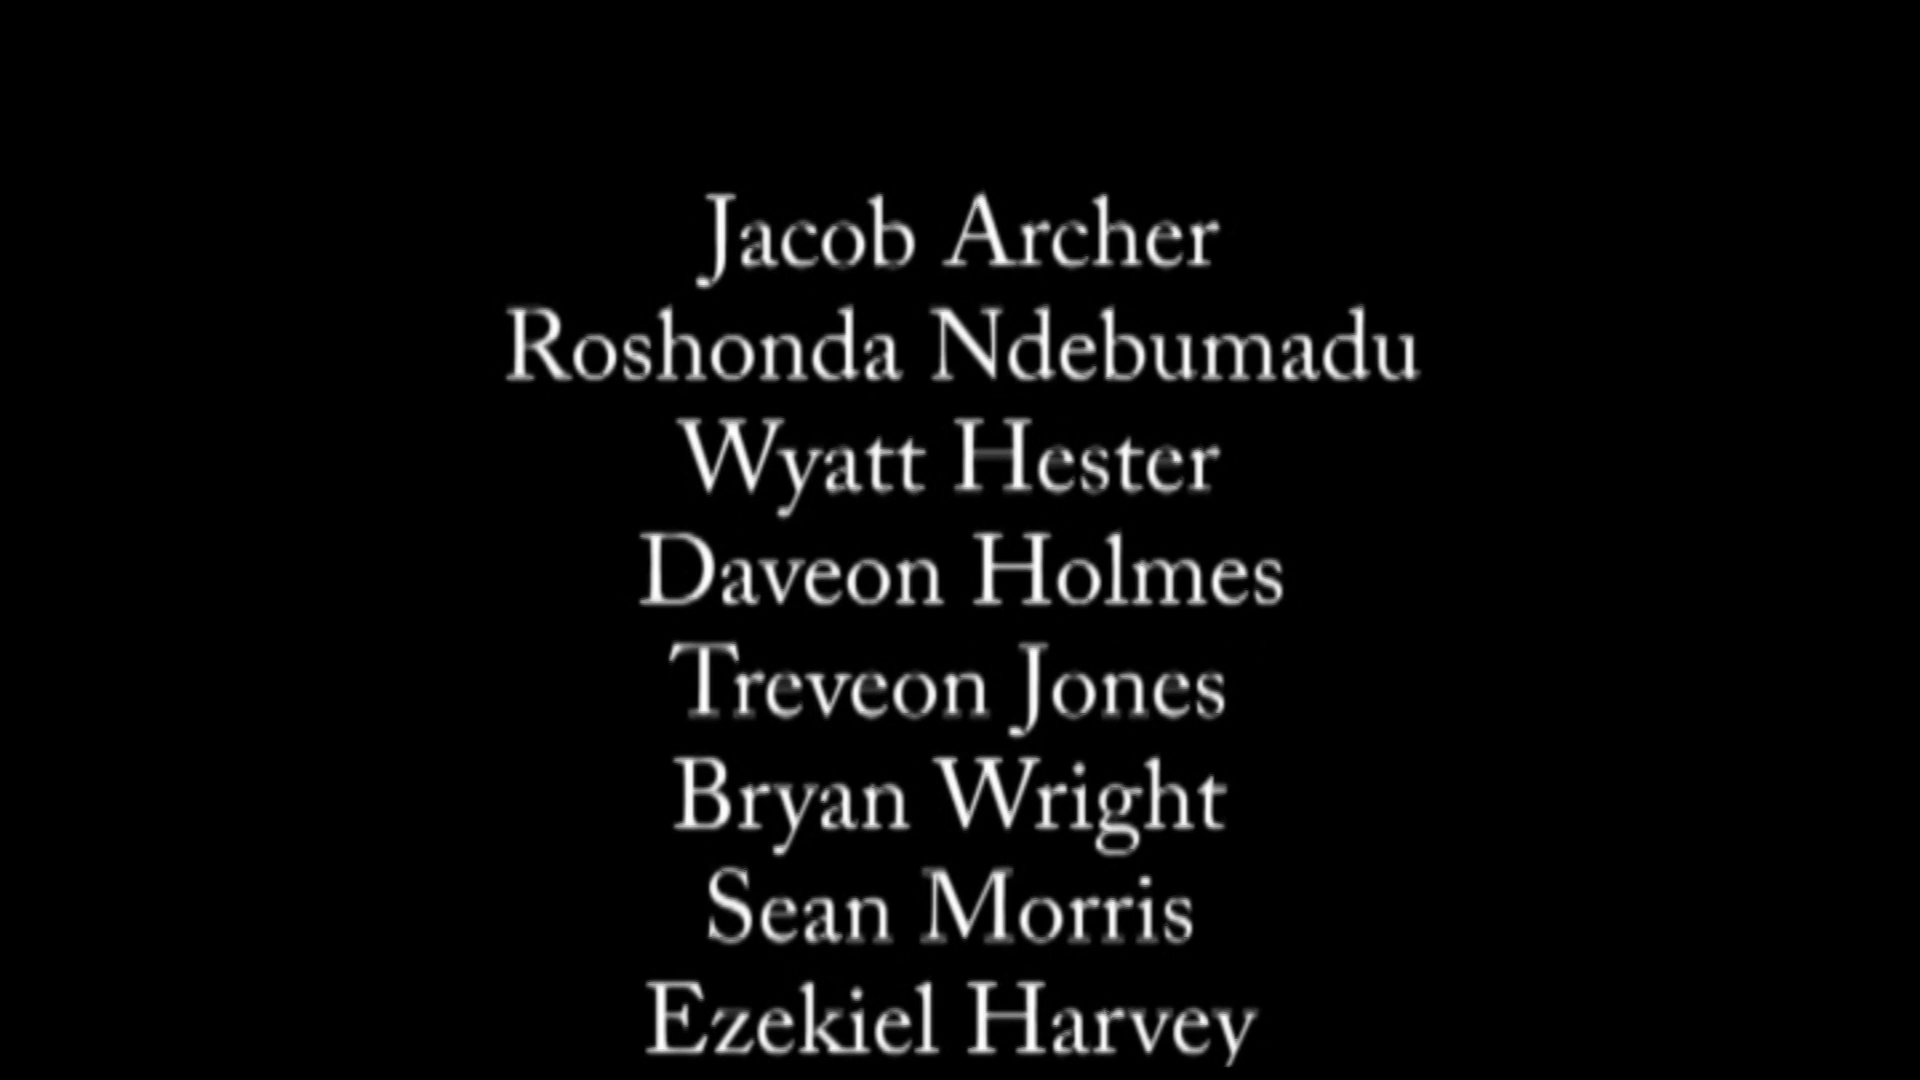 Jacob Archer
Roshonda Ndebumadu
Wyatt Hester
Daveon Holmes
Treveon Jones
Bryan Wright
Sean Morris
Ezekiel Harvey